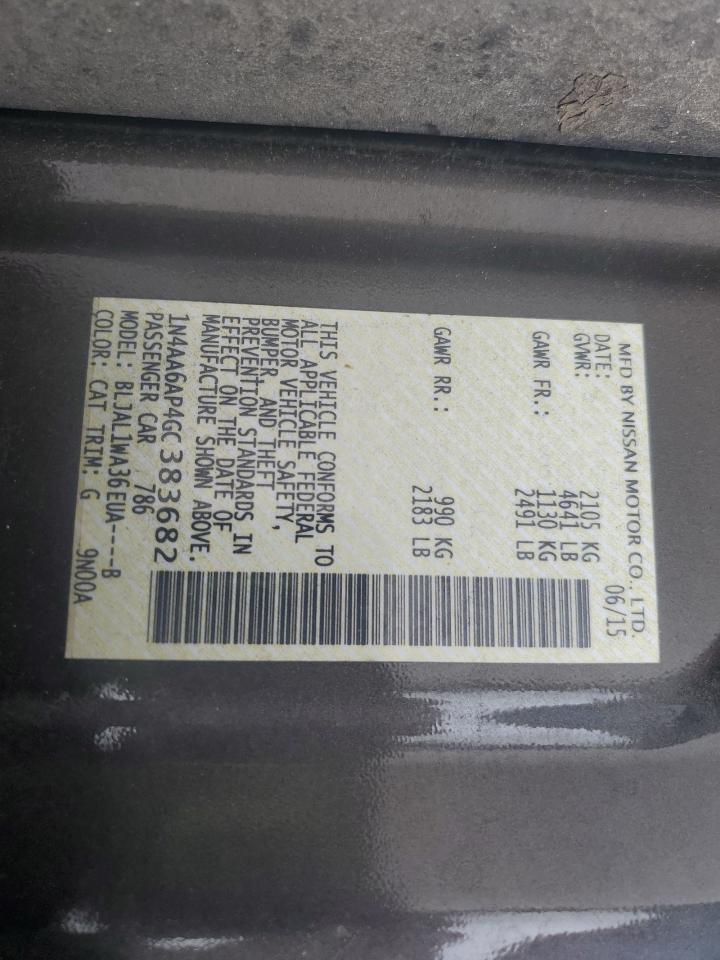 MFD BY NISSAN MOTOR CO., LTD.
DATE: 06/15
GVWR: 2105 KG
4641 LB
GAWR FR.: 1130 KG
2491 LB
GAWR RR.: 990 KG
2183 LB
THIS VEHICLE CONFORMS TO
ALL APPLICABLE FEDERAL
MOTOR VEHICLE SAFETY,
BUMPER, AND THEFT
PREVENTION STANDARDS IN
EFFECT ON THE DATE OF
MANUFACTURE SHOWN ABOVE.
1N4AA6AP4GC383682
PASSENGER CAR 786
MODEL: BLJAL1WA36EUA----B
COLOR: CAT TRIM: G 9N00A